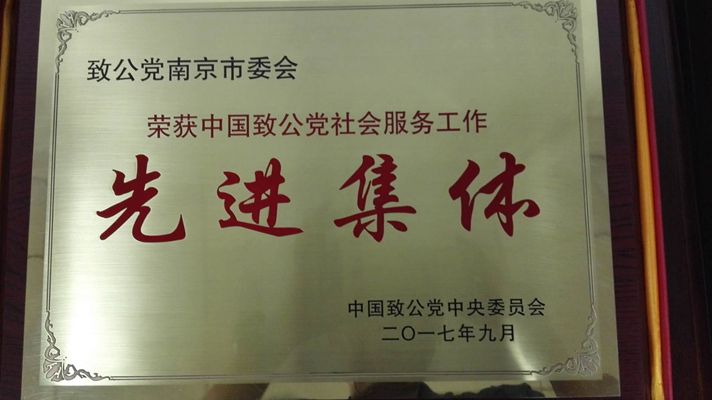 致公党南京市委会
荣获中国致公党社会服务工作
先进集体
中国致公党中央委员会
二〇一七年九月